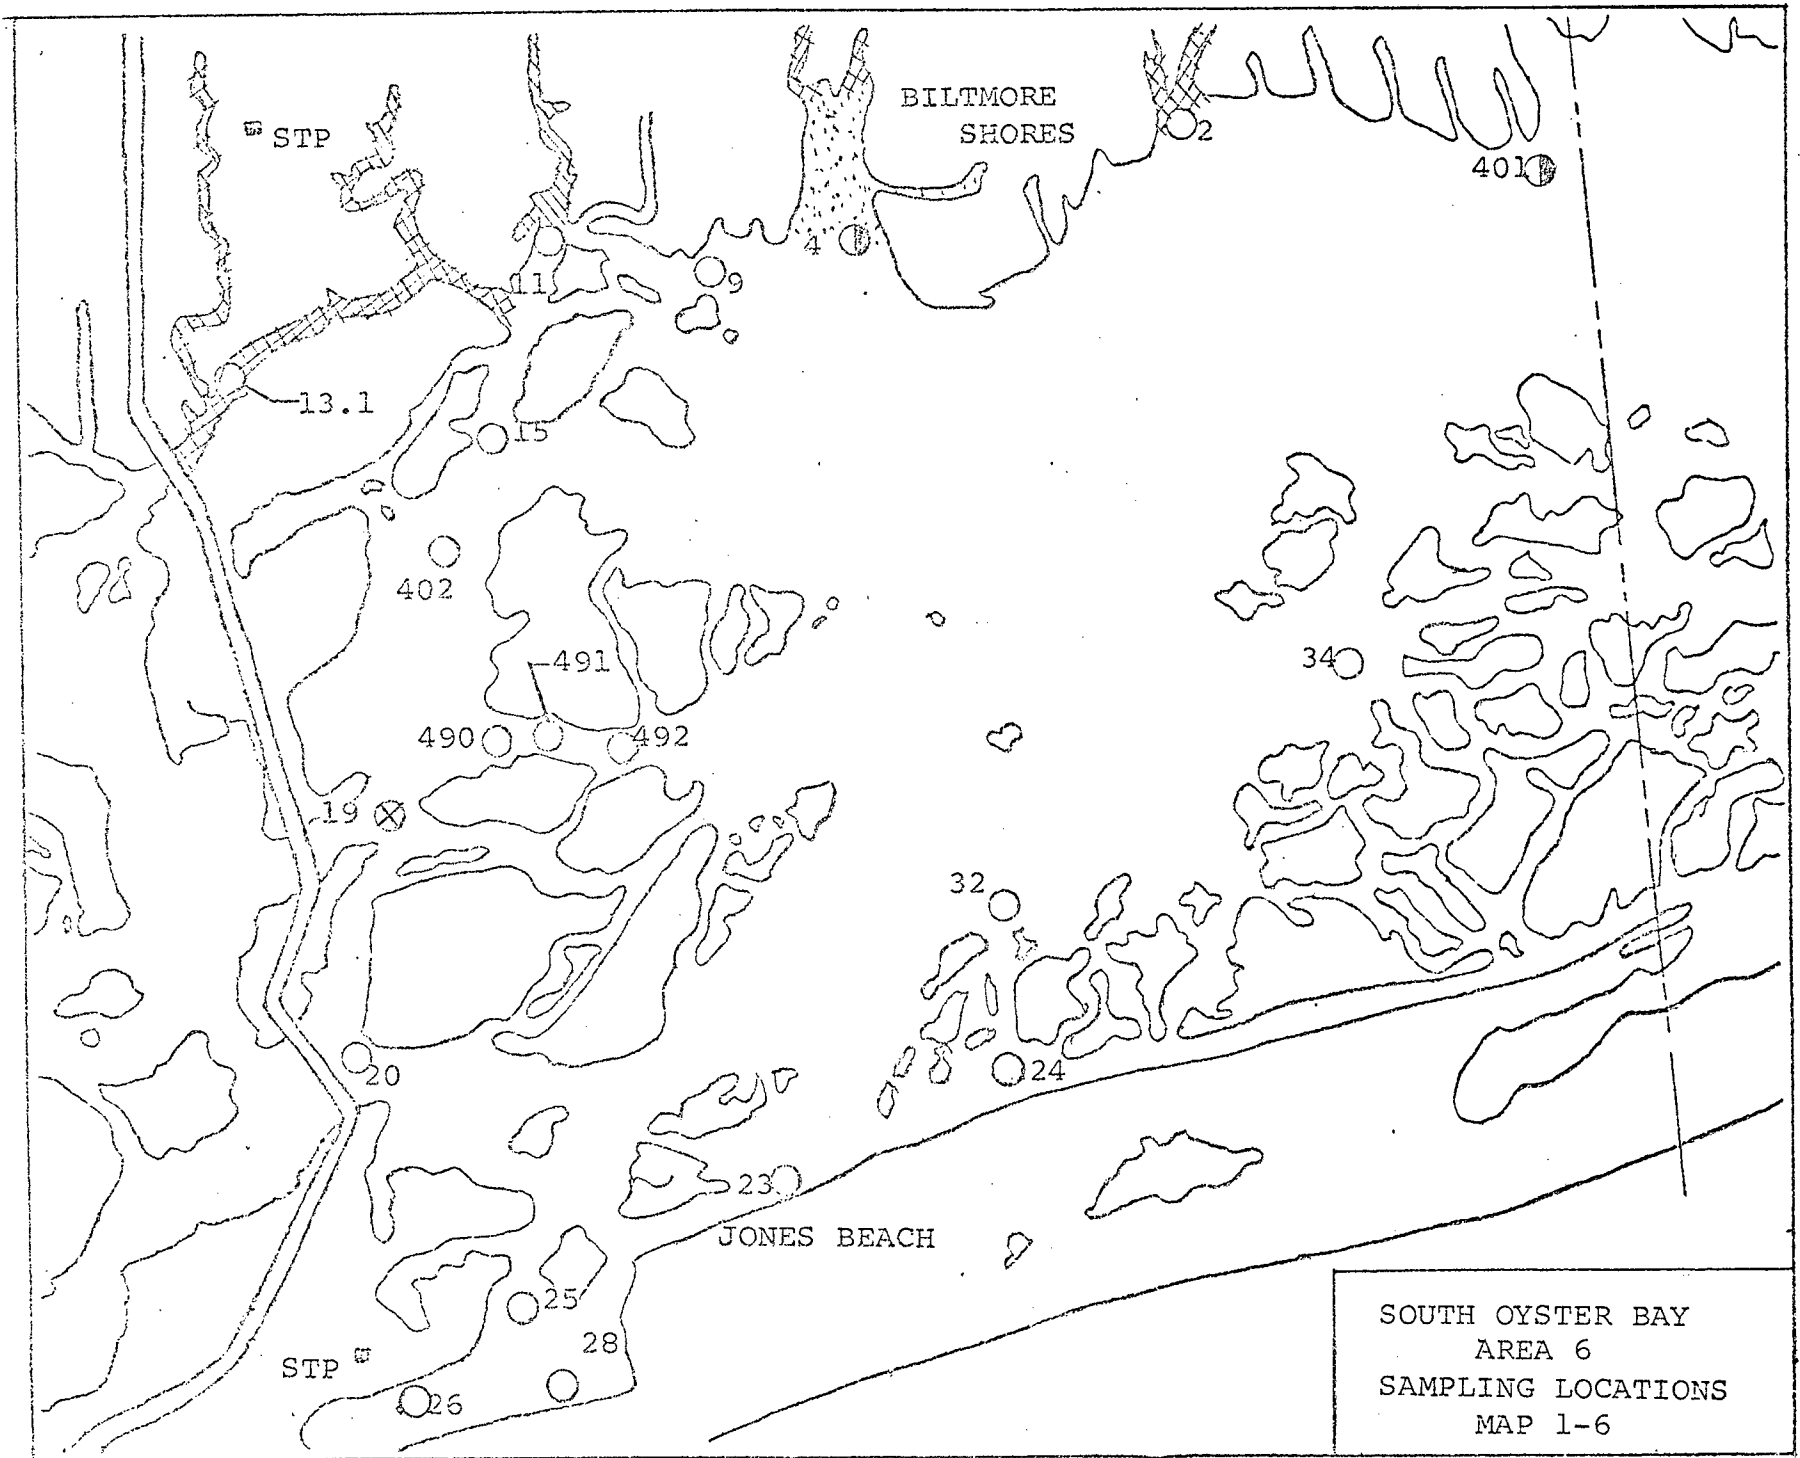 BILTMORE
SHORES
STP
2
401
4
11
9
13.1
15
402
491
34
490
492
19
32
20
24
23
JONES BEACH
25
28
STP
26
SOUTH OYSTER BAY
AREA 6
SAMPLING LOCATIONS
MAP 1-6